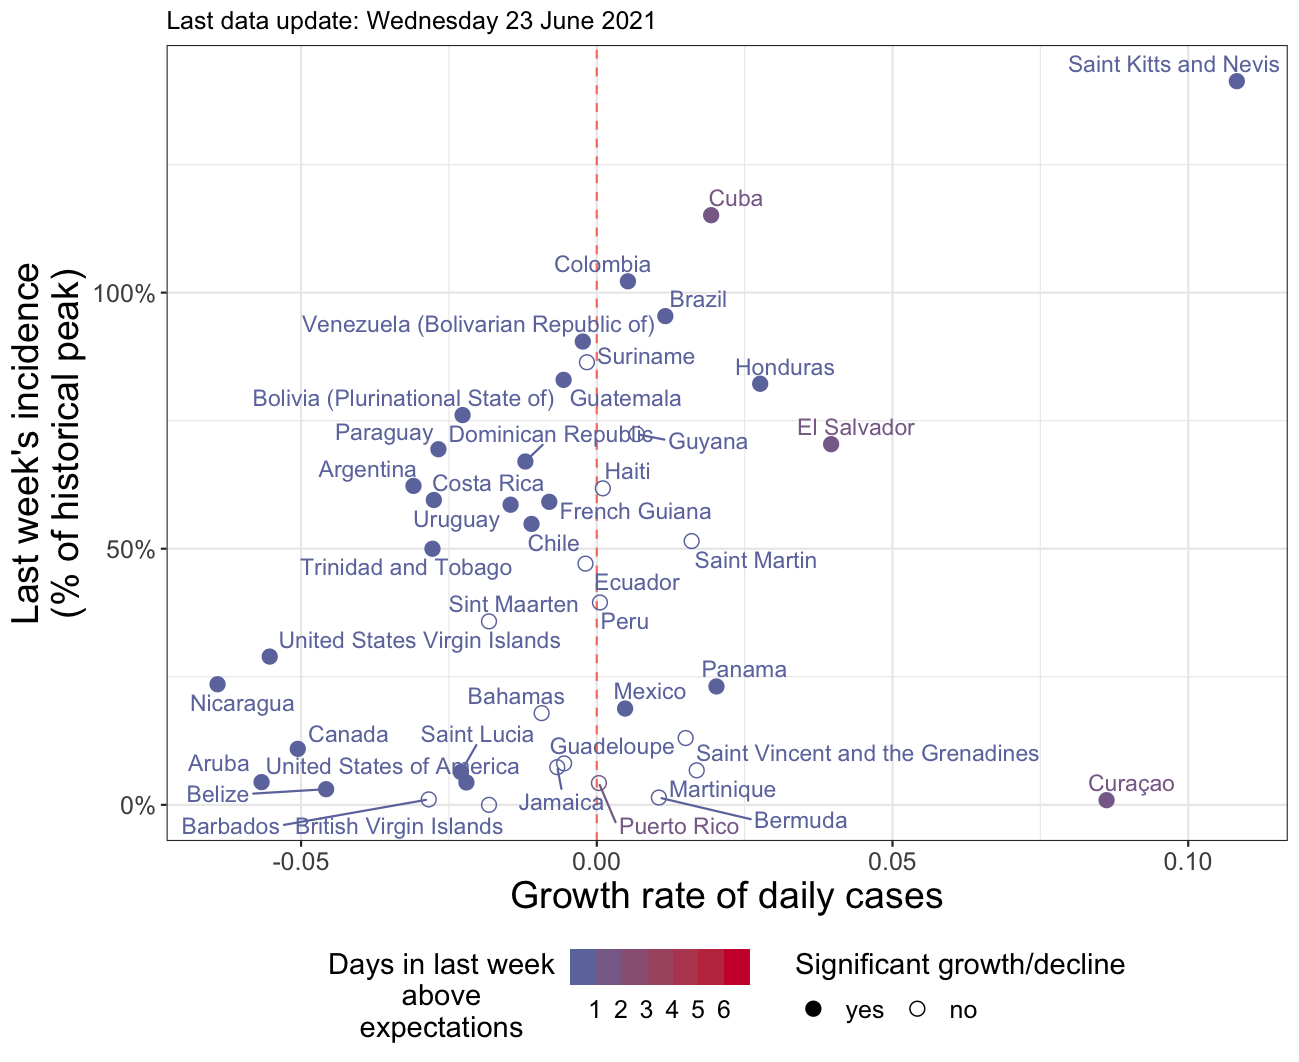 Last data update: Wednesday 23 June 2021
Saint Kitts and Nevis
Cuba
Colombia
100%
Brazil
Venezuela (Bolivarian Republic of)
Suriname
Honduras
Bolivia (Plurinational State of)
Guatemala
El Salvador
Paraguay
Dominican Republic
Guyana
Argentina
Haiti
Costa Rica
Uruguay
French Guiana
Chile
50%
Saint Martin
Trinidad and Tobago
Ecuador
Sint Maarten
Peru
United States Virgin Islands
Panama
Nicaragua
Mexico
Bahamas
Canada
Saint Lucia
Guadeloupe
Saint Vincent and the Grenadines
Aruba
United States of America
Belize
Jamaica
Martinique
Curaçao
0%
Barbados
British Virgin Islands
Puerto Rico
Bermuda
Last week's incidence
(% of historical peak)
-0.05
0.00
0.05
0.10
Growth rate of daily cases
Days in last week
above
expectations
1 2 3 4 5 6
Significant growth/decline
yes
no